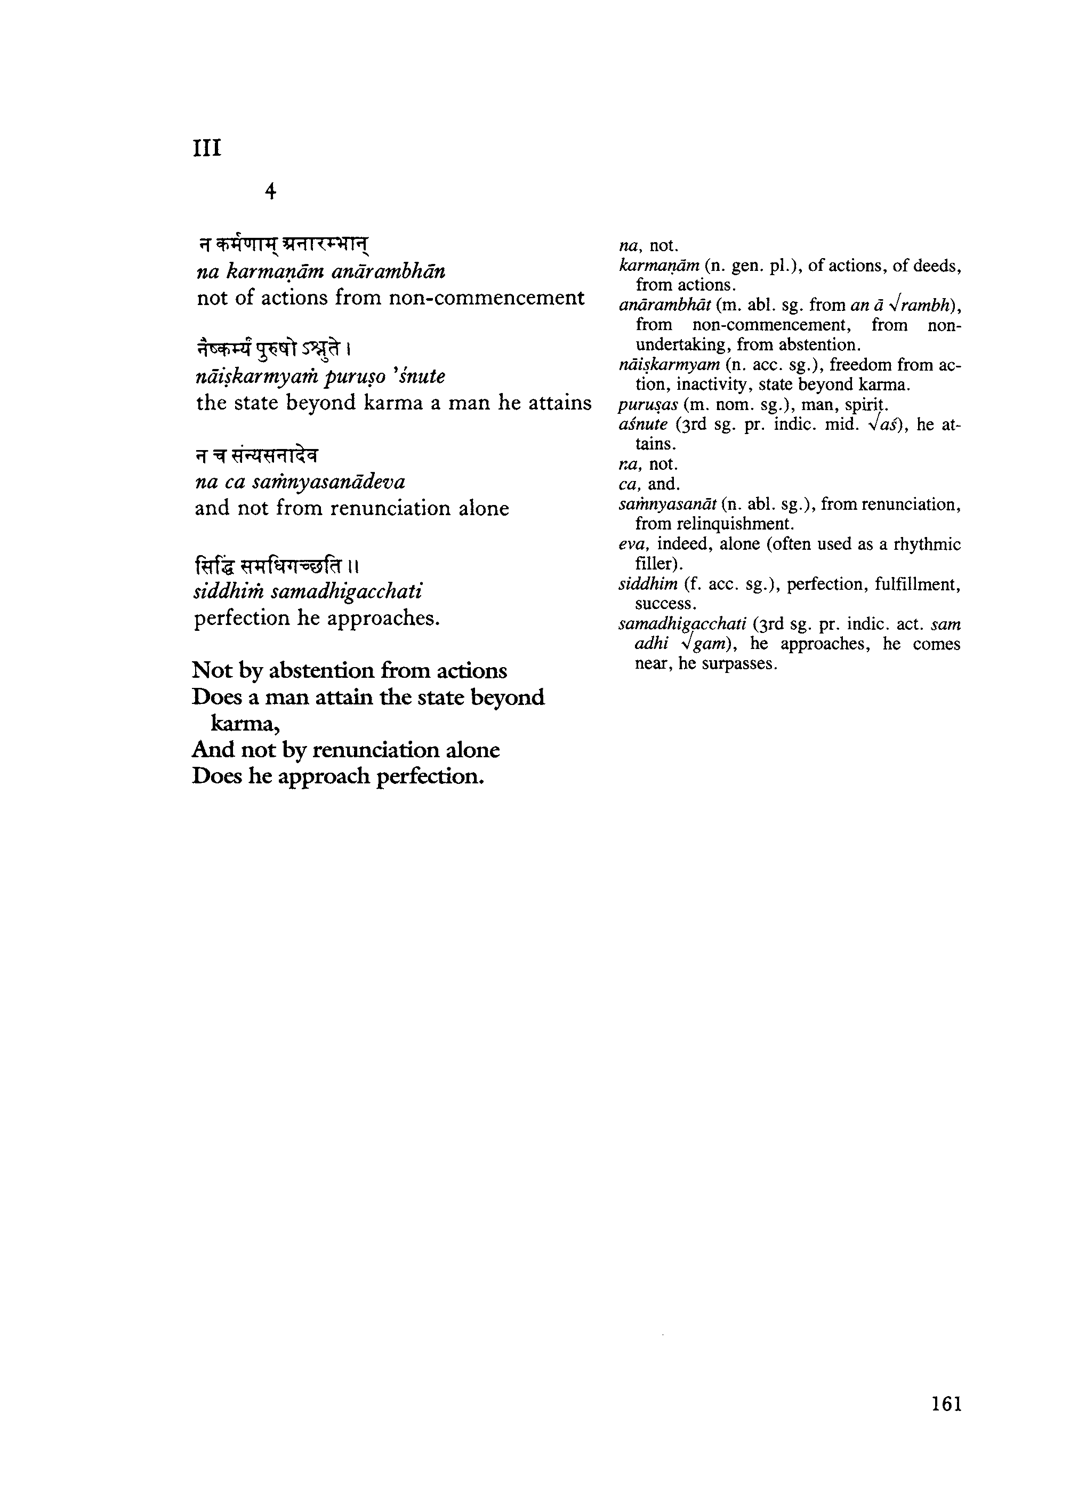 III
4
न कर्मणाम् अनारम्भान्
na karmaṇām anārambhān
not of actions from non-commencement
नैष्कर्म्यं पुरुषो ऽश्नुते ।
nāiṣkarmyaṁ puruṣo 'śnute
the state beyond karma a man he attains
न च संन्यसनादेव
na ca saṁnyasanādeva
and not from renunciation alone
सिद्धिं समधिगच्छति ॥
siddhiṁ samadhigacchati
perfection he approaches.
Not by abstention from actions
Does a man attain the state beyond
karma,
And not by renunciation alone
Does he approach perfection.
na, not.
karmaṇām (n. gen. pl.), of actions, of deeds,
from actions.
anārambhāt (m. abl. sg. from an ā √rambh),
from non-commencement, from non-
undertaking, from abstention.
nāiṣkarmyam (n. acc. sg.), freedom from ac-
tion, inactivity, state beyond karma.
puruṣas (m. nom. sg.), man, spirit.
aśnute (3rd sg. pr. indic. mid. √aś), he at-
tains.
na, not.
ca, and.
saṁnyasanāt (n. abl. sg.), from renunciation,
from relinquishment.
eva, indeed, alone (often used as a rhythmic
filler).
siddhim (f. acc. sg.), perfection, fulfillment,
success.
samadhigacchati (3rd sg. pr. indic. act. sam
adhi √gam), he approaches, he comes
near, he surpasses.
161